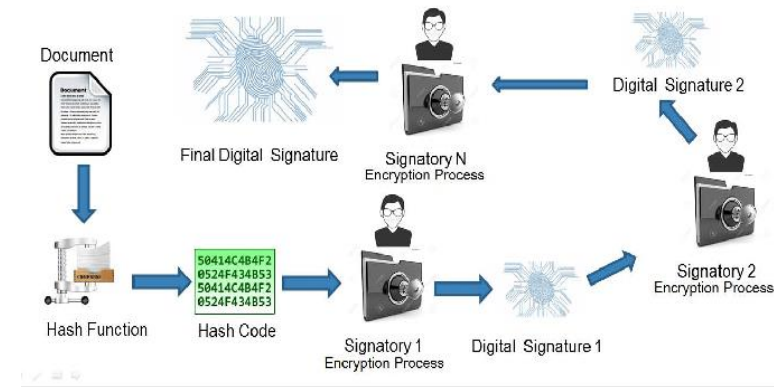 Document
Document
Hash Function
50414C4B4F2
0524F434B53
50414C4B4F2
0524F434B53
Hash Code
Signatory 1
Encryption Process
Digital Signature 1
Signatory 2
Encryption Process
Digital Signature 2
Signatory N
Encryption Process
Final Digital Signature